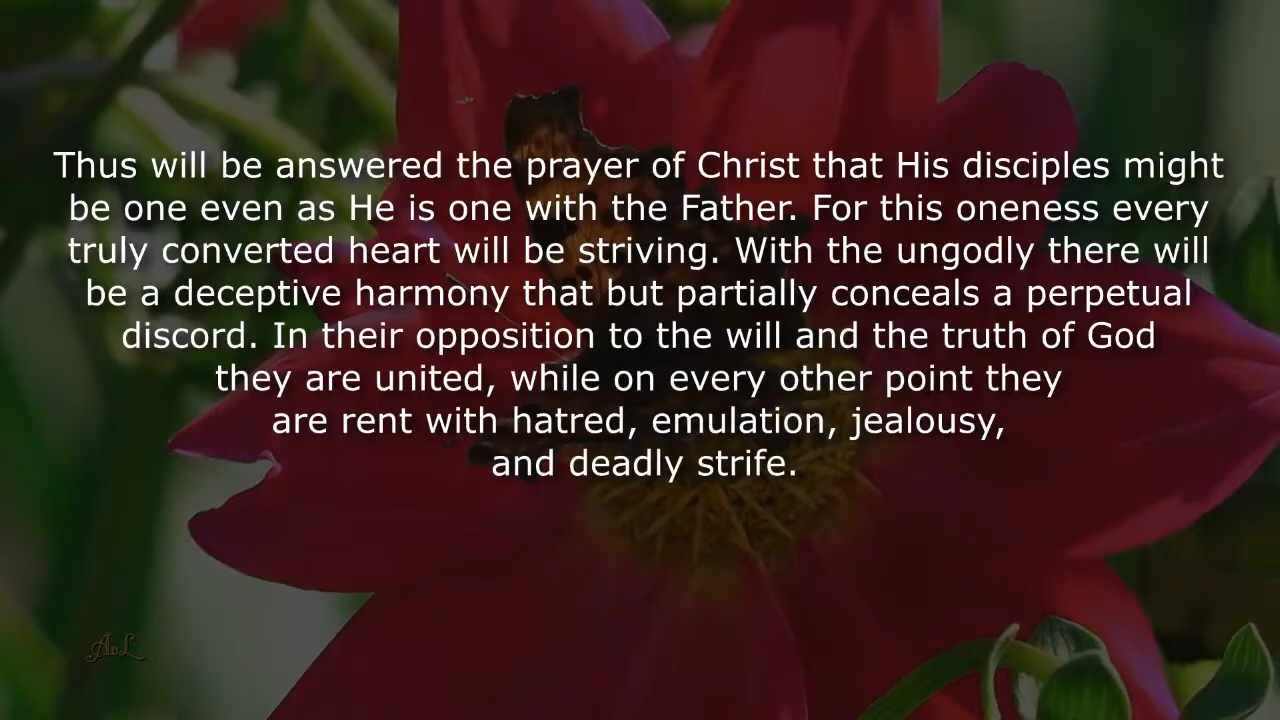 Thus will be answered the prayer of Christ that His disciples might
be one even as He is one with the Father. For this oneness every
truly converted heart will be striving. With the ungodly there will
be a deceptive harmony that but partially conceals a perpetual
discord. In their opposition to the will and the truth of God
they are united, while on every other point they
are rent with hatred, emulation, jealousy,
and deadly strife.
AvL